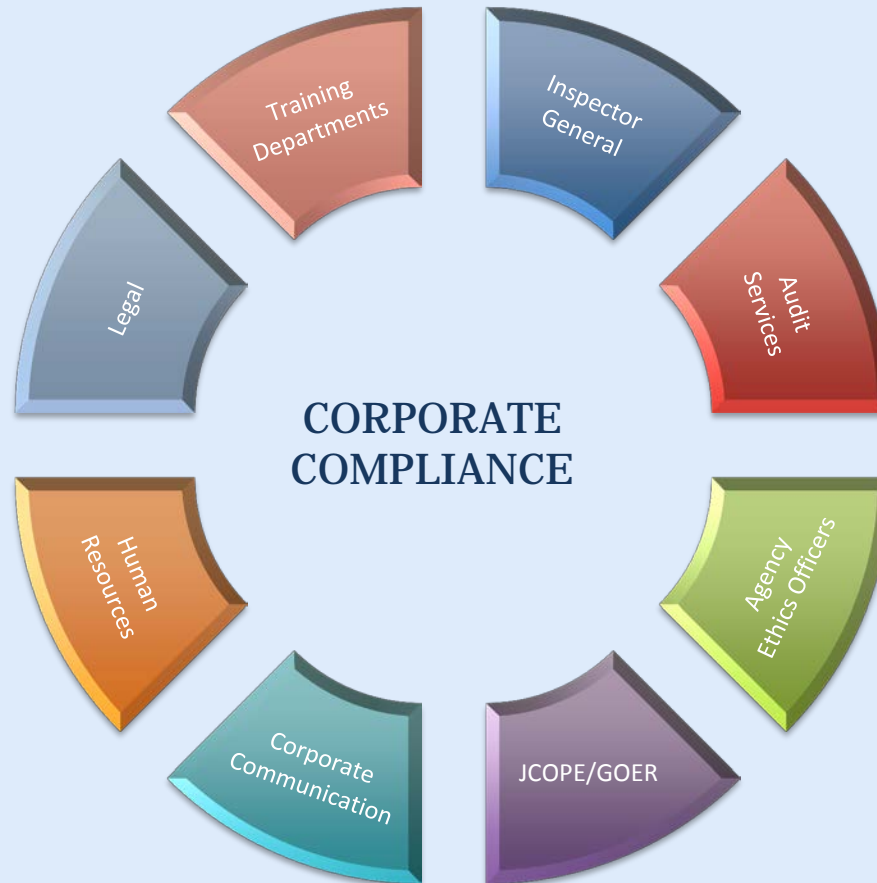 Training
Departments
Inspector
General
Legal
Audit
Services
CORPORATE
COMPLIANCE
Human
Resources
Agency
Ethics Officers
Corporate
Communication
JCOPE/GOER